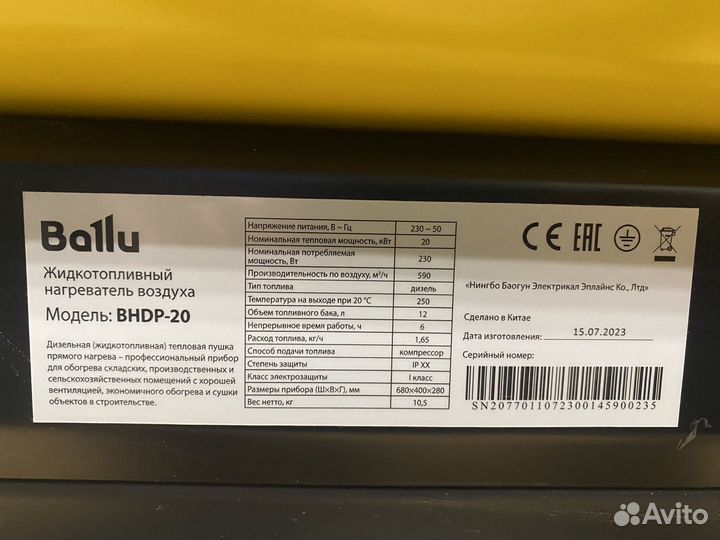 Ballu
Жидкотопливный
нагреватель воздуха
Модель: BHDP-20
Дизельная (жидкотопливная) тепловая пушка
прямого нагрева – профессиональный прибор
для обогрева складских, производственных и
сельскохозяйственных помещений с хорошей
вентиляцией, экономичного обогрева и сушки
объектов в строительстве.
Напряжение питания, В ~ Гц 230 ~ 50
Номинальная тепловая мощность, кВт 20
Номинальная потребляемая
мощность, Вт 230
Производительность по воздуху, м³/ч 590
Тип топлива дизель
Температура на выходе при 20 °C 250
Объем топливного бака, л 12
Непрерывное время работы, ч 6
Расход топлива, кг/ч 1,65
Способ подачи топлива компрессор
Степень защиты IP XX
Класс электрозащиты I класс
Размеры прибора (Ш×В×Г), мм 680×400×280
Вес нетто, кг 10,5
CE EAC
«Нингбо Баогун Электрикал Эплайнс Ко., Лтд»
Сделано в Китае
Дата изготовления: 15.07.2023
Серийный номер:
SN2077011072300145900235
Avito